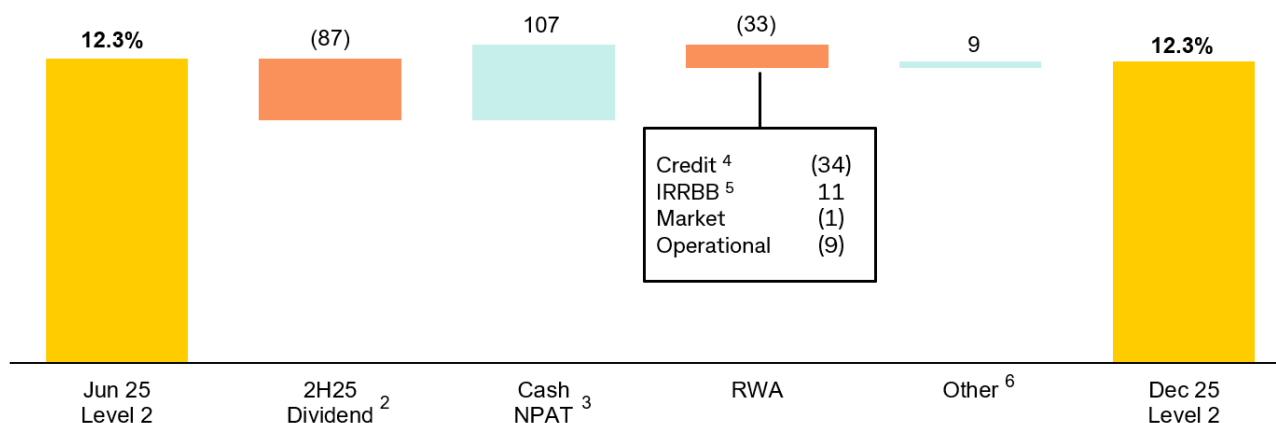 12.3%
(87)
107
(33)
9
12.3%
Credit 4 (34)
IRRBB 5 11
Market (1)
Operational (9)
Jun 25
Level 2
2H25
Dividend 2
Cash
NPAT 3
RWA
Other 6
Dec 25
Level 2